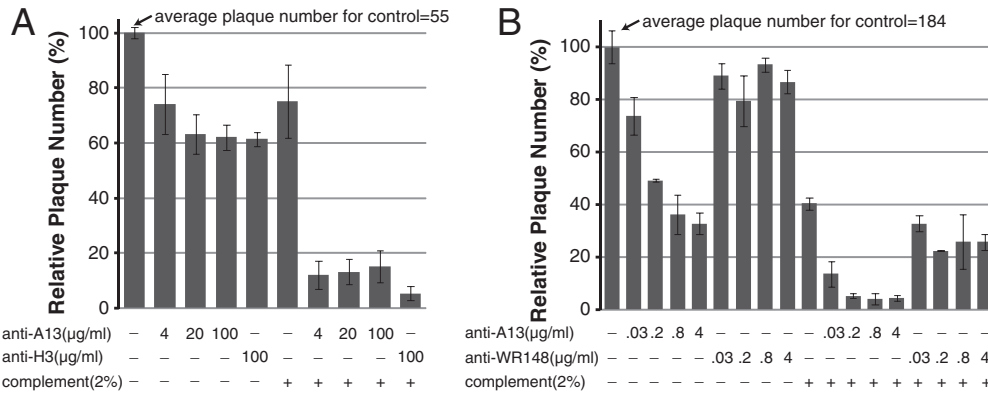 A
average plaque number for control=55
Relative Plaque Number (%)
100
80
60
40
20
0
anti-A13(µg/ml) – 4 20 100 – – 4 20 100 –
anti-H3(µg/ml) – – – – 100 – – – – 100
complement(2%) – – – – – + + + + +
B
average plaque number for control=184
Relative Plaque Number (%)
100
80
60
40
20
0
anti-A13(µg/ml) – .03 .2 .8 4 – – – – – .03 .2 .8 4 – – – –
anti-WR148(µg/ml) – – – – – .03 .2 .8 4 – – – – – .03 .2 .8 4
complement(2%) – – – – – – – – – + + + + + + + + +